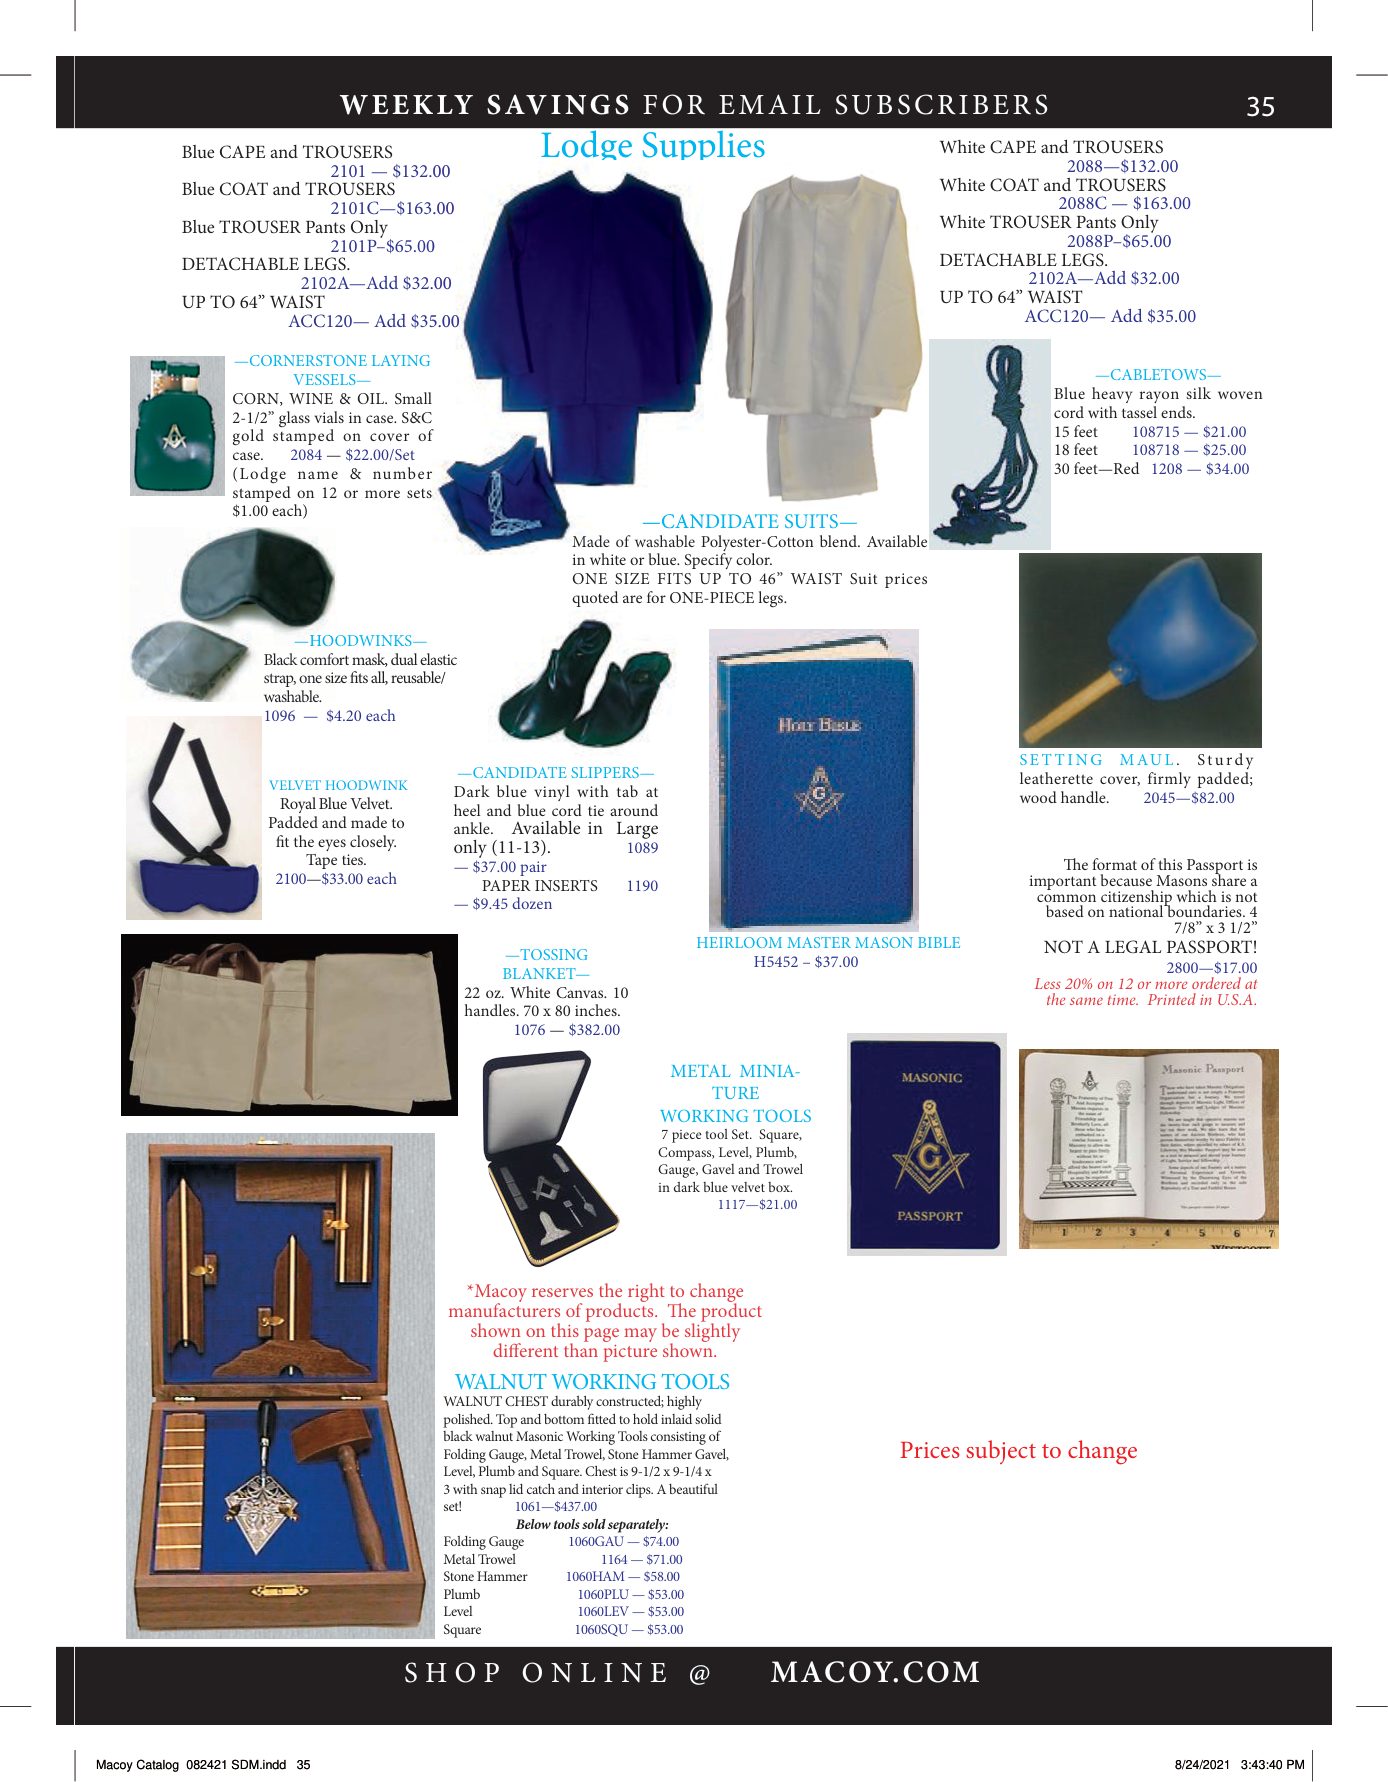 WEEKLY SAVINGS FOR EMAIL SUBSCRIBERS
35
Lodge Supplies
Blue CAPE and TROUSERS
2101 — $132.00
Blue COAT and TROUSERS
2101C—$163.00
Blue TROUSER Pants Only
2101P–$65.00
DETACHABLE LEGS.
2102A—Add $32.00
UP TO 64” WAIST
ACC120— Add $35.00
White CAPE and TROUSERS
2088—$132.00
White COAT and TROUSERS
2088C — $163.00
White TROUSER Pants Only
2088P–$65.00
DETACHABLE LEGS.
2102A—Add $32.00
UP TO 64” WAIST
ACC120— Add $35.00
—CORNERSTONE LAYING
VESSELS—
CORN, WINE & OIL. Small
2-1/2” glass vials in case. S&C
gold stamped on cover of
case. 2084 — $22.00/Set
(Lodge name & number
stamped on 12 or more sets
$1.00 each)
—CABLETOWS—
Blue heavy rayon silk woven
cord with tassel ends.
15 feet 108715 — $21.00
18 feet 108718 — $25.00
30 feet—Red 1208 — $34.00
—CANDIDATE SUITS—
Made of washable Polyester-Cotton blend. Available
in white or blue. Specify color.
ONE SIZE FITS UP TO 46” WAIST Suit prices
quoted are for ONE-PIECE legs.
—HOODWINKS—
Black comfort mask, dual elastic
strap, one size fits all, reusable/
washable.
1096 — $4.20 each
VELVET HOODWINK
Royal Blue Velvet.
Padded and made to
fit the eyes closely.
Tape ties.
2100—$33.00 each
—CANDIDATE SLIPPERS—
Dark blue vinyl with tab at
heel and blue cord tie around
ankle. Available in Large
only (11-13). 1089
— $37.00 pair
PAPER INSERTS 1190
— $9.45 dozen
HOLY BIBLE
G
HEIRLOOM MASTER MASON BIBLE
H5452 – $37.00
SETTING MAUL. Sturdy
leatherette cover, firmly padded;
wood handle. 2045—$82.00
The format of this Passport is
important because Masons share a
common citizenship which is not
based on national boundaries. 4
7/8” x 3 1/2”
NOT A LEGAL PASSPORT!
2800—$17.00
Less 20% on 12 or more ordered at
the same time. Printed in U.S.A.
—TOSSING
BLANKET—
22 oz. White Canvas. 10
handles. 70 x 80 inches.
1076 — $382.00
METAL MINIA-
TURE
WORKING TOOLS
7 piece tool Set. Square,
Compass, Level, Plumb,
Gauge, Gavel and Trowel
in dark blue velvet box.
1117—$21.00
MASONIC
G
PASSPORT
Masonic Passport
1 2 3 4 5 6 7
WESTCOTT
*Macoy reserves the right to change
manufacturers of products. The product
shown on this page may be slightly
different than picture shown.
WALNUT WORKING TOOLS
WALNUT CHEST durably constructed; highly
polished. Top and bottom fitted to hold inlaid solid
black walnut Masonic Working Tools consisting of
Folding Gauge, Metal Trowel, Stone Hammer Gavel,
Level, Plumb and Square. Chest is 9-1/2 x 9-1/4 x
3 with snap lid catch and interior clips. A beautiful
set! 1061—$437.00
Below tools sold separately:
Folding Gauge 1060GAU — $74.00
Metal Trowel 1164 — $71.00
Stone Hammer 1060HAM — $58.00
Plumb 1060PLU — $53.00
Level 1060LEV — $53.00
Square 1060SQU — $53.00
Prices subject to change
SHOP ONLINE @ MACOY.COM
Macoy Catalog 082421 SDM.indd 35
8/24/2021 3:43:40 PM